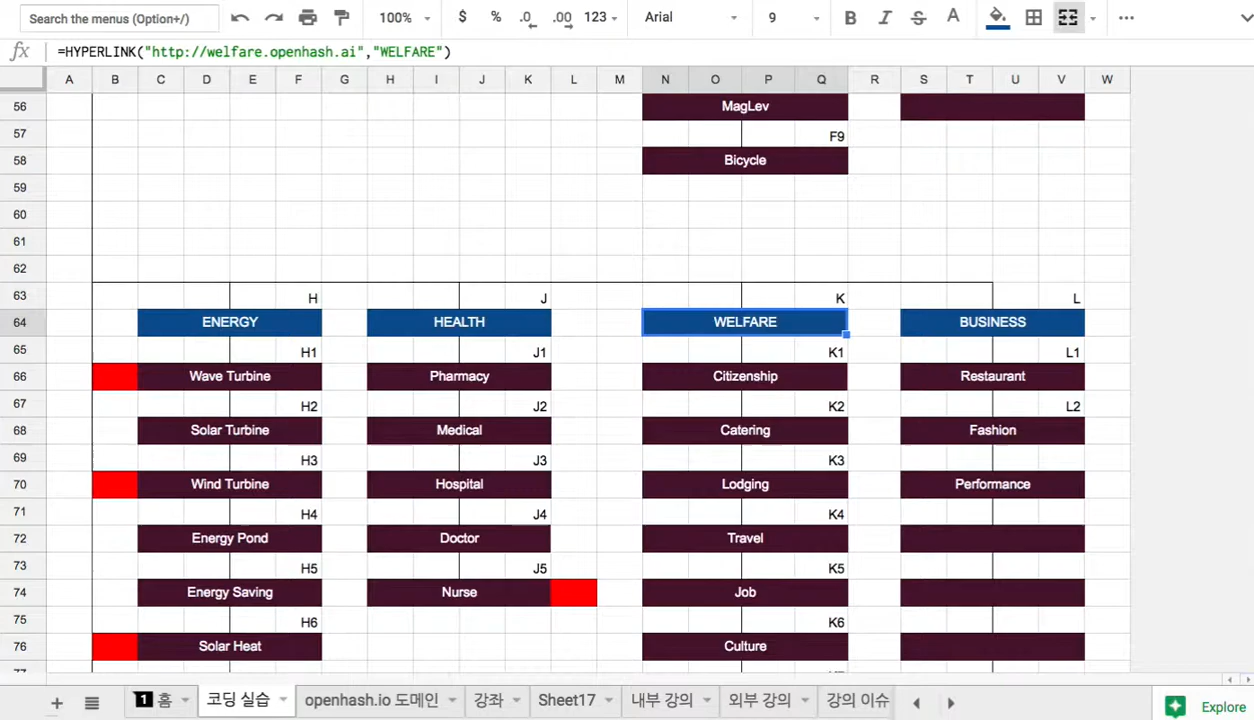 Search the menus (Option+/)
100% $ % .0 .00 123 Arial 9 B I S A
fx =HYPERLINK("http://welfare.openhash.ai","WELFARE")
A B C D E F G H I J K L M N O P Q R S T U V W
56 MagLev
57 F9
58 Bicycle
59
60
61
62
63 H J K L
64 ENERGY HEALTH WELFARE BUSINESS
65 H1 J1 K1 L1
66 Wave Turbine Pharmacy Citizenship Restaurant
67 H2 J2 K2 L2
68 Solar Turbine Medical Catering Fashion
69 H3 J3 K3
70 Wind Turbine Hospital Lodging Performance
71 H4 J4 K4
72 Energy Pond Doctor Travel
73 H5 J5 K5
74 Energy Saving Nurse Job
75 H6 K6
76 Solar Heat Culture
1 홈 코딩 실습 openhash.io 도메인 강좌 Sheet17 내부 강의 외부 강의 강의 이슈 Explore